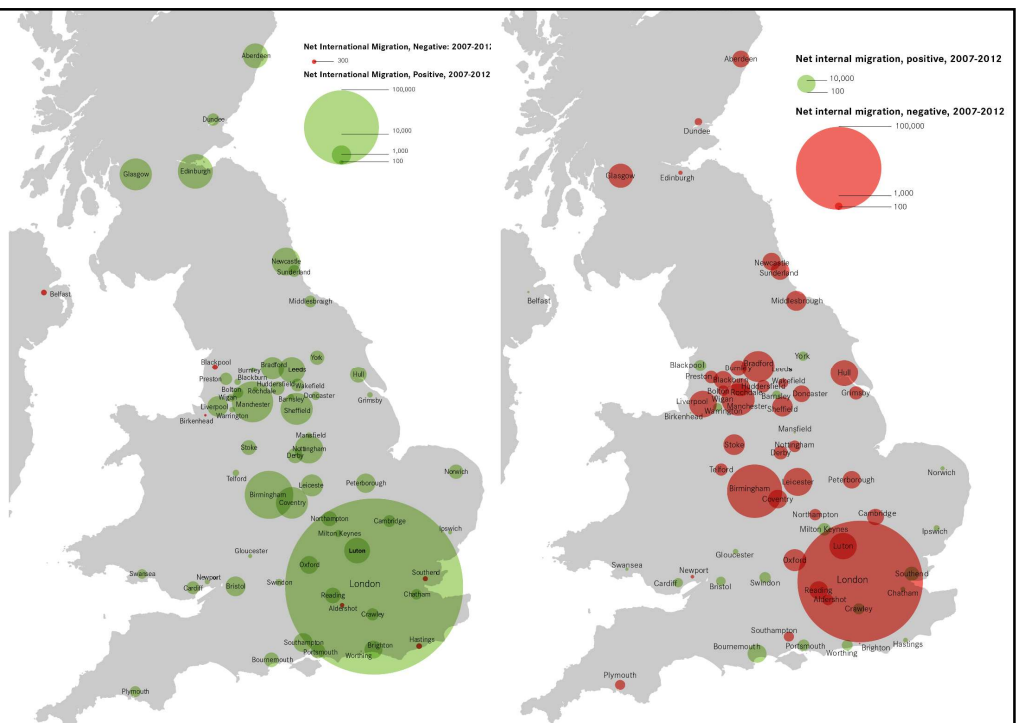 Net International Migration, Negative: 2007-201
300
Net International Migration, Positive, 2007-2012
100,000
10,000
1,000
100
Aberdeen
Dundee
Glasgow
Edinburgh
Newcastle
Sunderland
Belfast
Middlesbrough
Blackpool
York
Burnley
Bradford
Leeds
Preston
Blackburn
Hull
Huddersfield
Wakefield
Bolton
Rochdale
Doncaster
Wigan
Barnsley
Grimsby
Liverpool
Manchester
Warrington
Sheffield
Birkenhead
Mansfield
Stoke
Nottingham
Derby
Telford
Norwich
Birmingham
Leiceste
Peterborough
Coventry
Northampton
Cambridge
Milton Keynes
Ipswich
Gloucester
Luton
Oxford
Swansea
Newport
Southend
Cardiff
Bristol
Swindon
London
Reading
Chatham
Aldershot
Crawley
Southampton
Brighton
Hastings
Portsmouth
Worthing
Bournemouth
Plymouth
Net internal migration, positive, 2007-2012
10,000
100
Net internal migration, negative, 2007-2012
100,000
1,000
100
Aberdeen
Dundee
Glasgow
Edinburgh
Newcastle
Sunderland
Belfast
Middlesbrough
York
Blackpool
Bradford
Burnley
Leeds
Hull
Preston
Blackburn
Wakefield
Huddersfield
Bolton
Rochdale
Doncaster
Grimsby
Barnsley
Liverpool
Wigan
Manchester
Warrington
Sheffield
Birkenhead
Mansfield
Nottingham
Stoke
Derby
Telford
Norwich
Birmingham
Leicester
Peterborough
Coventry
Northampton
Cambridge
Milton Keynes
Ipswich
Luton
Gloucester
Oxford
Swansea
Newport
Southend
Cardiff
Bristol
Swindon
London
Reading
Chatham
Aldershot
Crawley
Southampton
Bournemouth
Portsmouth
Worthing
Brighton
Hastings
Plymouth